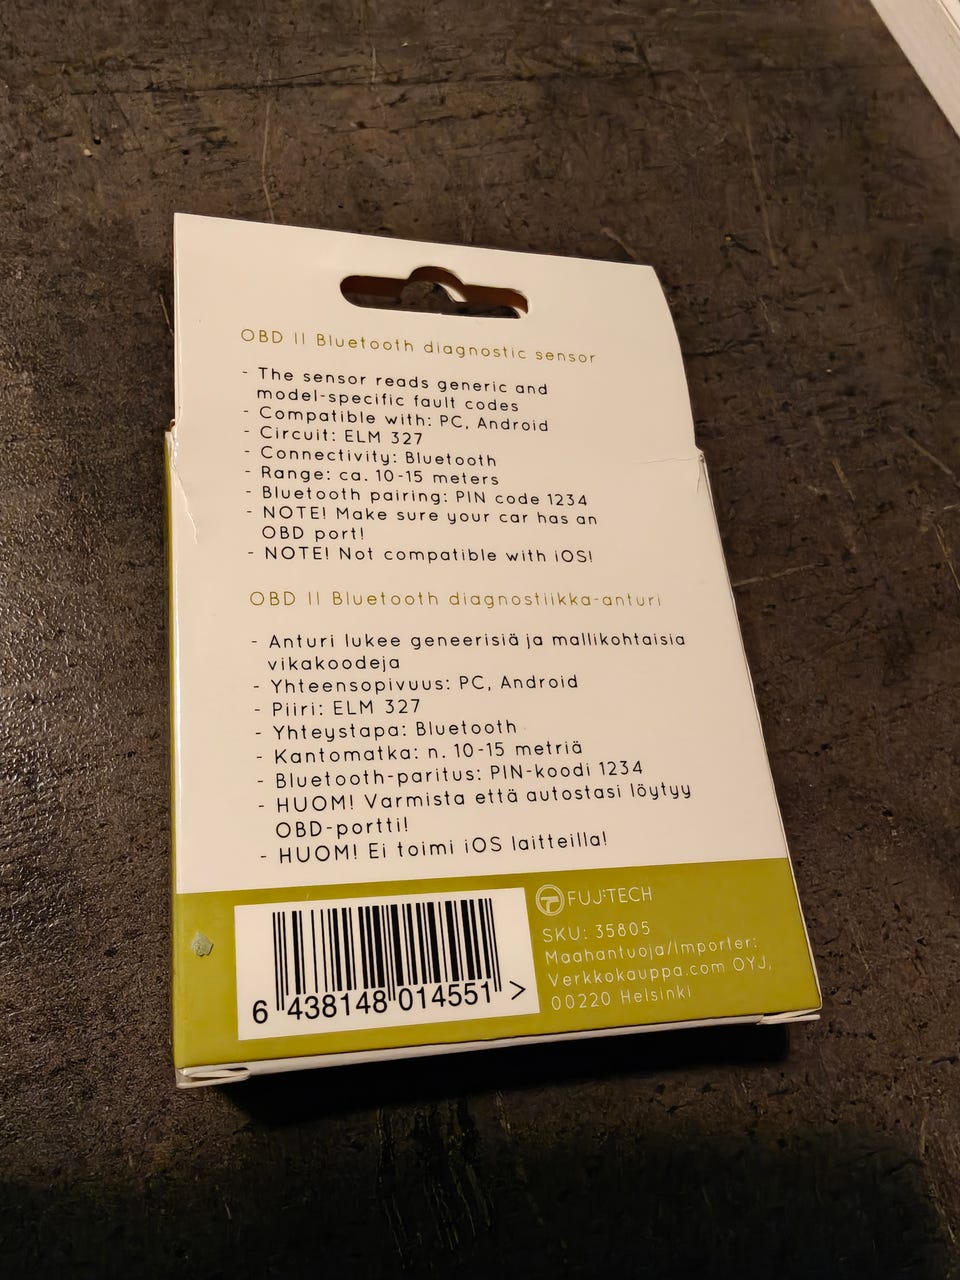 OBD II Bluetooth diagnostic sensor
- The sensor reads generic and
model-specific fault codes
- Compatible with: PC, Android
- Circuit: ELM 327
- Connectivity: Bluetooth
- Range: ca. 10-15 meters
- Bluetooth pairing: PIN code 1234
- NOTE! Make sure your car has an
OBD port!
- NOTE! Not compatible with iOS!
OBD II Bluetooth diagnostiikka-anturi
- Anturi lukee geneerisiä ja mallikohtaisia
vikakoodeja
- Yhteensopivuus: PC, Android
- Piiri: ELM 327
- Yhteystapa: Bluetooth
- Kantomatka: n. 10-15 metriä
- Bluetooth-paritus: PIN-koodi 1234
- HUOM! Varmista että autostasi löytyy
OBD-portti!
- HUOM! Ei toimi iOS laitteilla!
FUJ:TECH
SKU: 35805
Maahantuoja/Importer:
Verkkokauppa.com OYJ,
00220 Helsinki
6 438148 014551 >